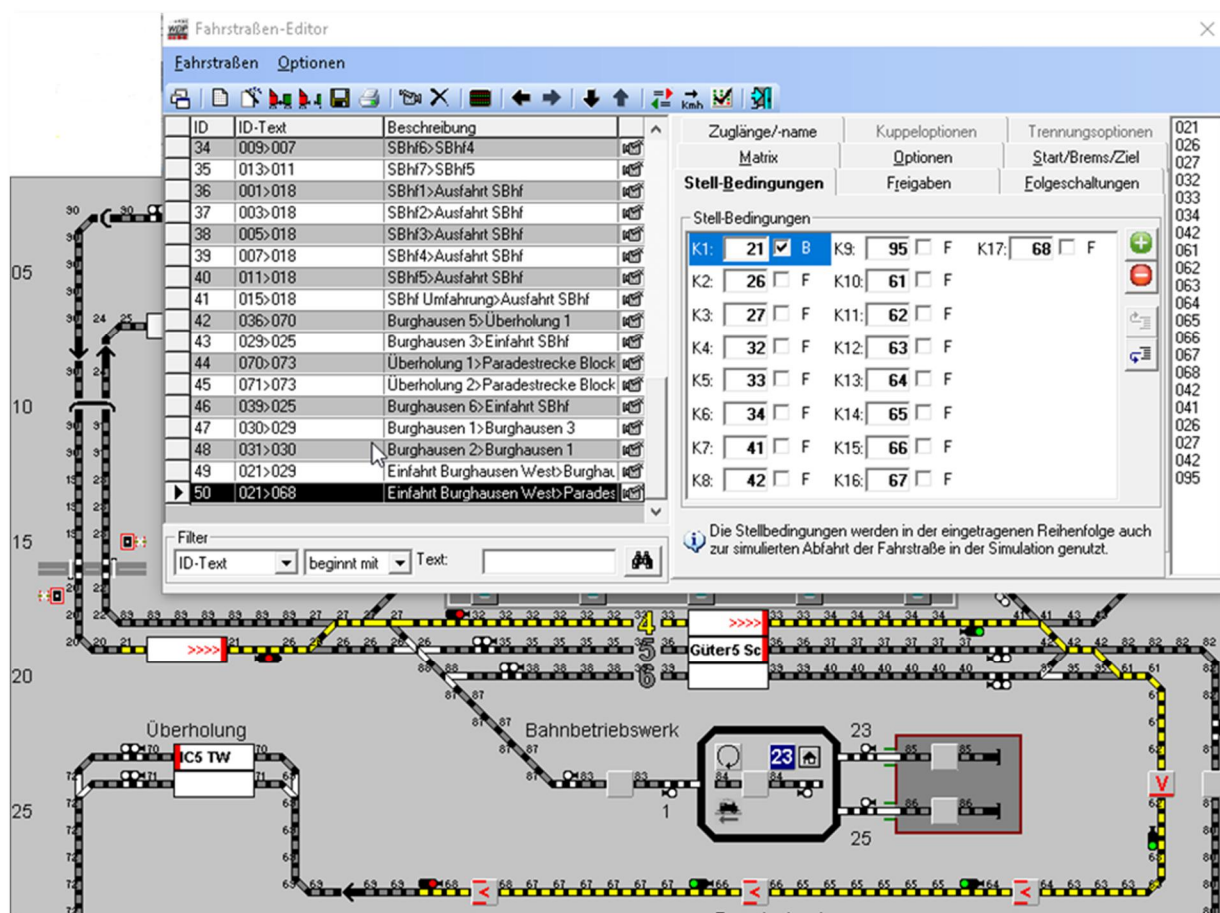 Fahrstraßen-Editor
Fahrstraßen Optionen
ID ID-Text Beschreibung
34 009>007 SBhf6>SBhf4
35 013>011 SBhf7>SBhf5
36 001>018 SBhf1>Ausfahrt SBhf
37 003>018 SBhf2>Ausfahrt SBhf
38 005>018 SBhf3>Ausfahrt SBhf
39 007>018 SBhf4>Ausfahrt SBhf
40 011>018 SBhf5>Ausfahrt SBhf
41 015>018 SBhf Umfahrung>Ausfahrt SBhf
42 036>070 Burghausen 5>Überholung 1
43 029>025 Burghausen 3>Einfahrt SBhf
44 070>073 Überholung 1>Paradestrecke Block
45 071>073 Überholung 2>Paradestrecke Block
46 039>025 Burghausen 6>Einfahrt SBhf
47 030>029 Burghausen 1>Burghausen 3
48 031>030 Burghausen 2>Burghausen 1
49 021>029 Einfahrt Burghausen West>Burghau
50 021>068 Einfahrt Burghausen West>Parades
Filter
ID-Text beginnt mit Text:
Zuglänge/-name Kuppeloptionen Trennungsoptionen
Matrix Optionen Start/Brems/Ziel
Stell-Bedingungen Freigaben Folgeschaltungen
Stell-Bedingungen
K1: 21 B K9: 95 F K17: 68 F
K2: 26 F K10: 61 F
K3: 27 F K11: 62 F
K4: 32 F K12: 63 F
K5: 33 F K13: 64 F
K6: 34 F K14: 65 F
K7: 41 F K15: 66 F
K8: 42 F K16: 67 F
Die Stellbedingungen werden in der eingetragenen Reihenfolge auch
zur simulierten Abfahrt der Fahrstraße in der Simulation genutzt.
021
026
027
032
033
034
042
061
062
063
064
065
066
067
068
042
041
026
027
042
095
05
10
15
20
25
4
>>>>
>>>>
5
Güter5 Sc
6
Überholung
IC5 TW
Bahnbetriebswerk
23
23
1
25
V